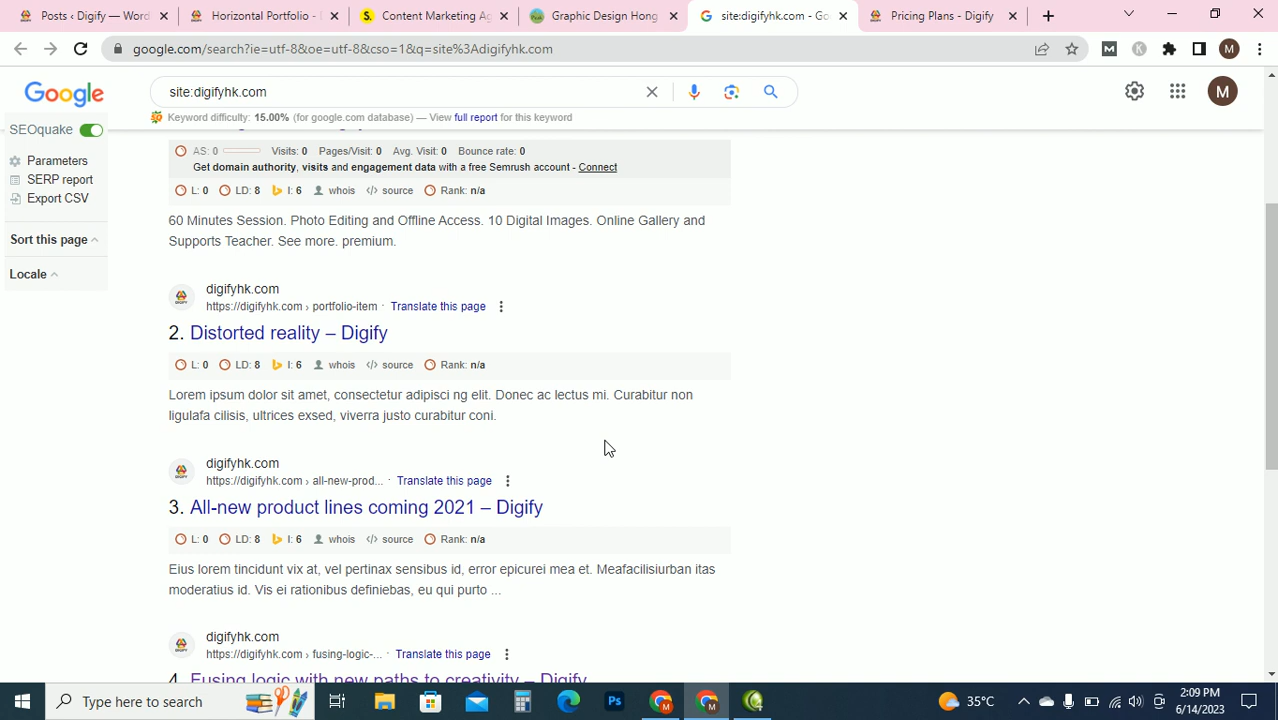 Posts ‹ Digify — Word
Horizontal Portfolio -
Content Marketing Ag
Graphic Design Hong
site:digifyhk.com - Go
Pricing Plans - Digify
google.com/search?ie=utf-8&oe=utf-8&cso=1&q=site%3Adigifyhk.com
M
Google
site:digifyhk.com
M
Keyword difficulty: 15.00% (for google.com database) — View full report for this keyword
SEOquake
Parameters
SERP report
Export CSV
Sort this page
Locale
AS: 0 Visits: 0 Pages/Visit: 0 Avg. Visit: 0 Bounce rate: 0
Get domain authority, visits and engagement data with a free Semrush account - Connect
L: 0 LD: 8 I: 6 whois </> source Rank: n/a
60 Minutes Session. Photo Editing and Offline Access. 10 Digital Images. Online Gallery and
Supports Teacher. See more. premium.
digifyhk.com
https://digifyhk.com › portfolio-item · Translate this page
2. Distorted reality – Digify
L: 0 LD: 8 I: 6 whois </> source Rank: n/a
Lorem ipsum dolor sit amet, consectetur adipisci ng elit. Donec ac lectus mi. Curabitur non
ligulafa cilisis, ultrices exsed, viverra justo curabitur coni.
digifyhk.com
https://digifyhk.com › all-new-prod... · Translate this page
3. All-new product lines coming 2021 – Digify
L: 0 LD: 8 I: 6 whois </> source Rank: n/a
Eius lorem tincidunt vix at, vel pertinax sensibus id, error epicurei mea et. Meafacilisiurban itas
moderatius id. Vis ei rationibus definiebas, eu qui purto ...
digifyhk.com
https://digifyhk.com › fusing-logic-... · Translate this page
4. Fusing logic with new paths to creativity – Digify
Type here to search
35°C
2:09 PM
6/14/2023